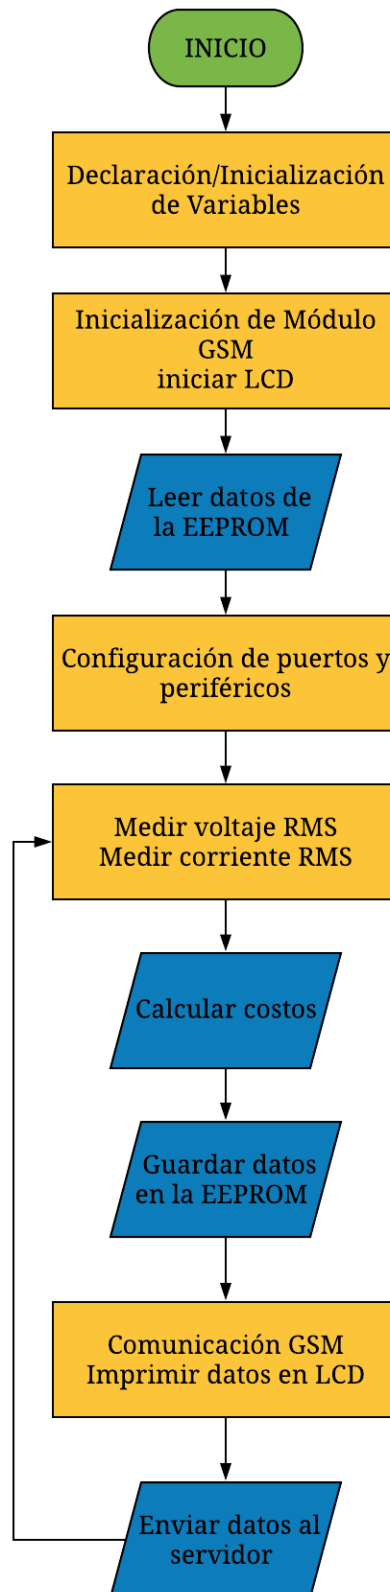 INICIO
Declaración/Inicialización
de Variables
Inicialización de Módulo
GSM
iniciar LCD
Leer datos de
la EEPROM
Configuración de puertos y
periféricos
Medir voltaje RMS
Medir corriente RMS
Calcular costos
Guardar datos
en la EEPROM
Comunicación GSM
Imprimir datos en LCD
Enviar datos al
servidor